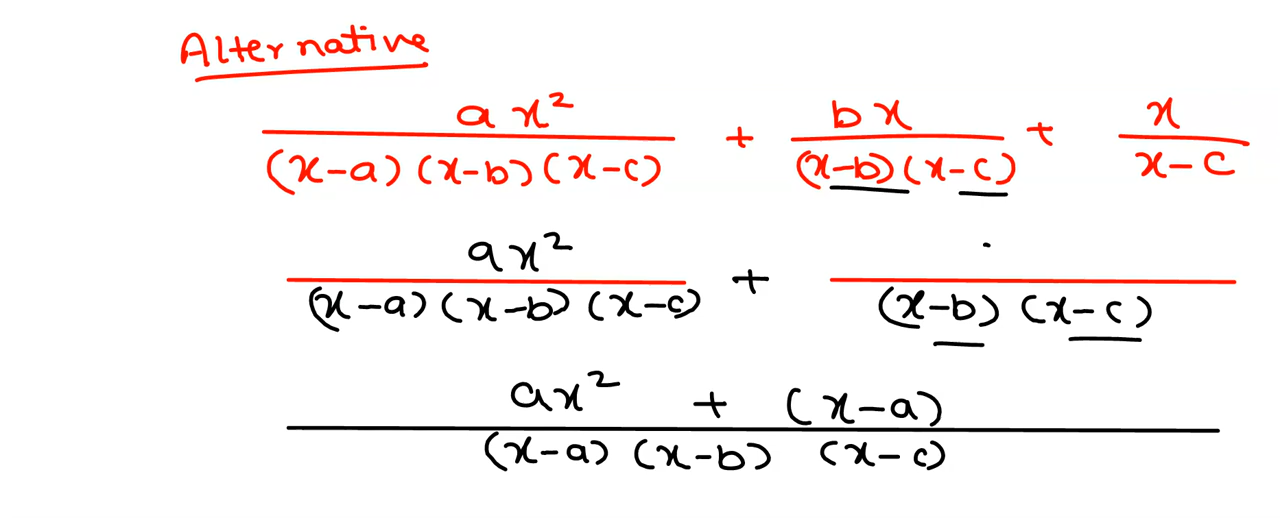 Alternative
ax² / (x-a)(x-b)(x-c) + bx / (x-b)(x-c) + x / x-c
ax² / (x-a)(x-b)(x-c) + / (x-b)(x-c)
ax² + (x-a) / (x-a)(x-b)(x-c)